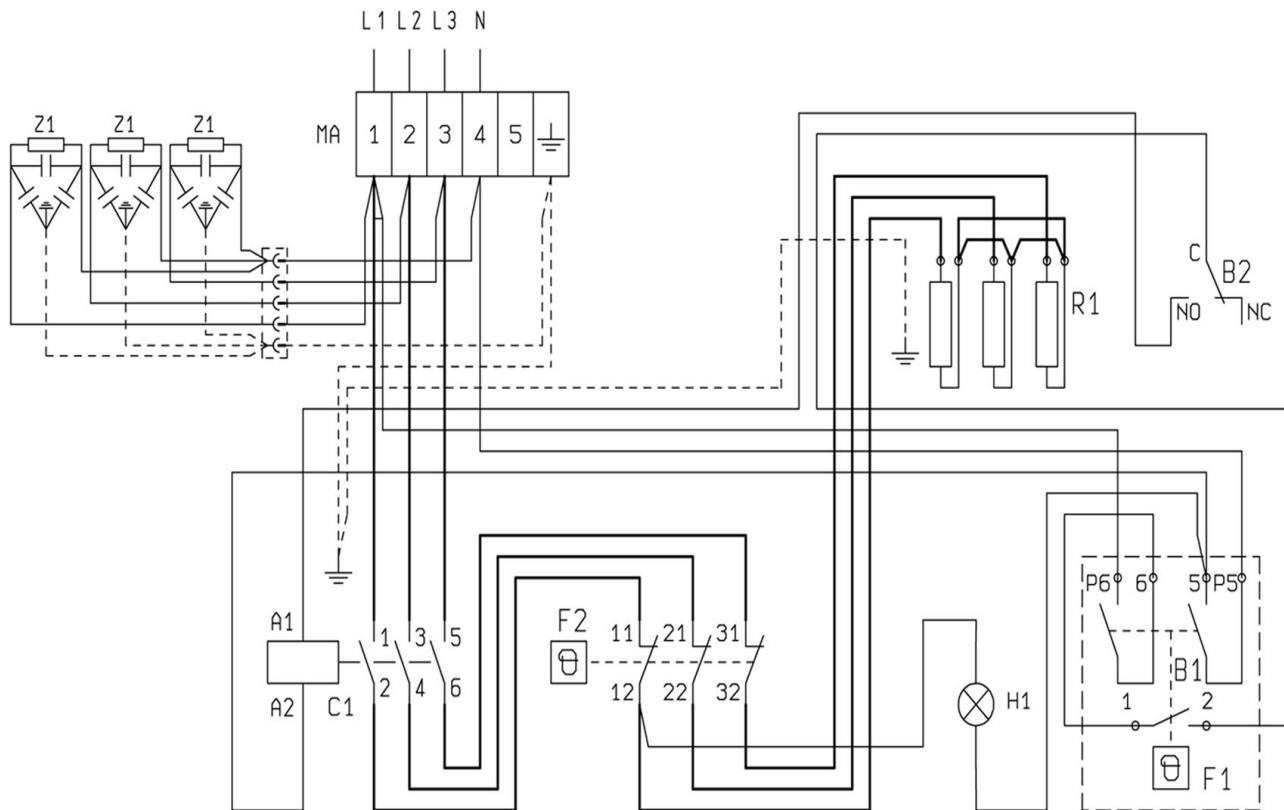 L1 L2 L3 N
Z1 Z1 Z1
MA 1 2 3 4 5
C B2
NO NC
R1
P6 6 5 P5
A1 1 3 5
F2 11 21 31
B1
A2 C1 2 4 6
12 22 32
H1
1 2
F1